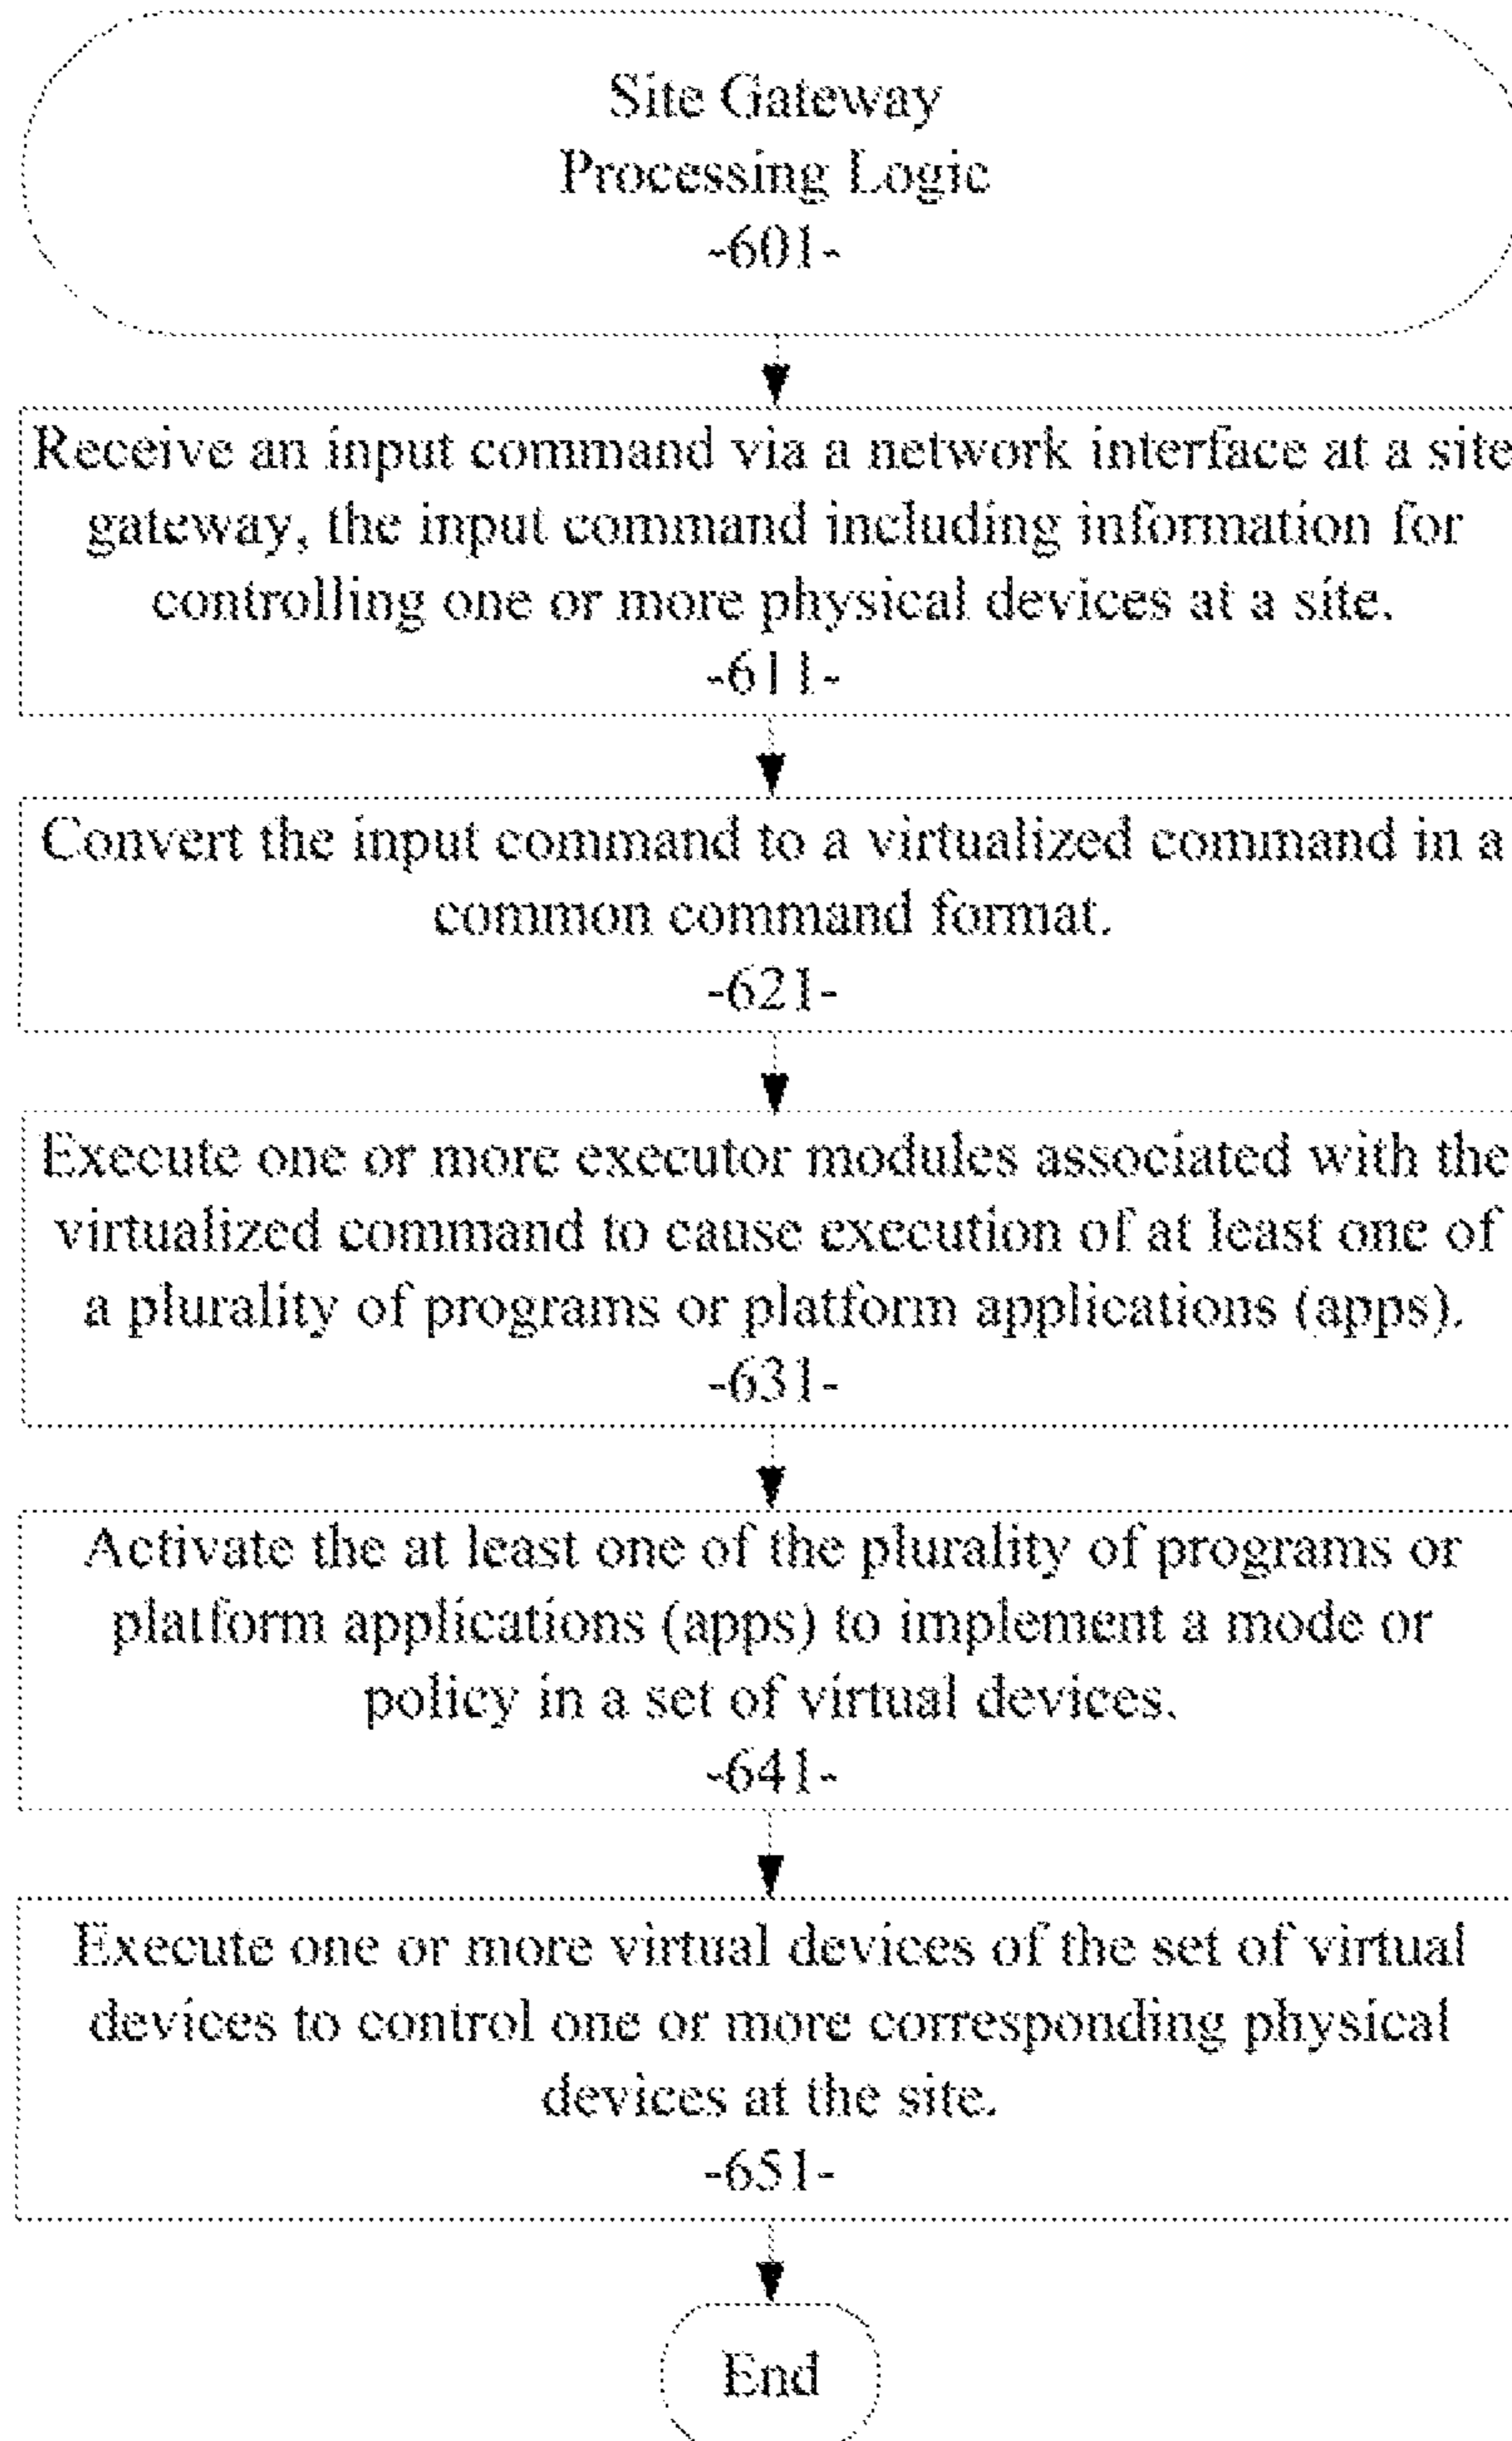 Site Gateway
Processing Logic
-601-
Receive an input command via a network interface at a site
gateway, the input command including information for
controlling one or more physical devices at a site.
-611-
Convert the input command to a virtualized command in a
common command format.
-621-
Execute one or more executor modules associated with the
virtualized command to cause execution of at least one of
a plurality of programs or platform applications (apps).
-631-
Activate the at least one of the plurality of programs or
platform applications (apps) to implement a mode or
policy in a set of virtual devices.
-641-
Execute one or more virtual devices of the set of virtual
devices to control one or more corresponding physical
devices at the site.
-651-
End